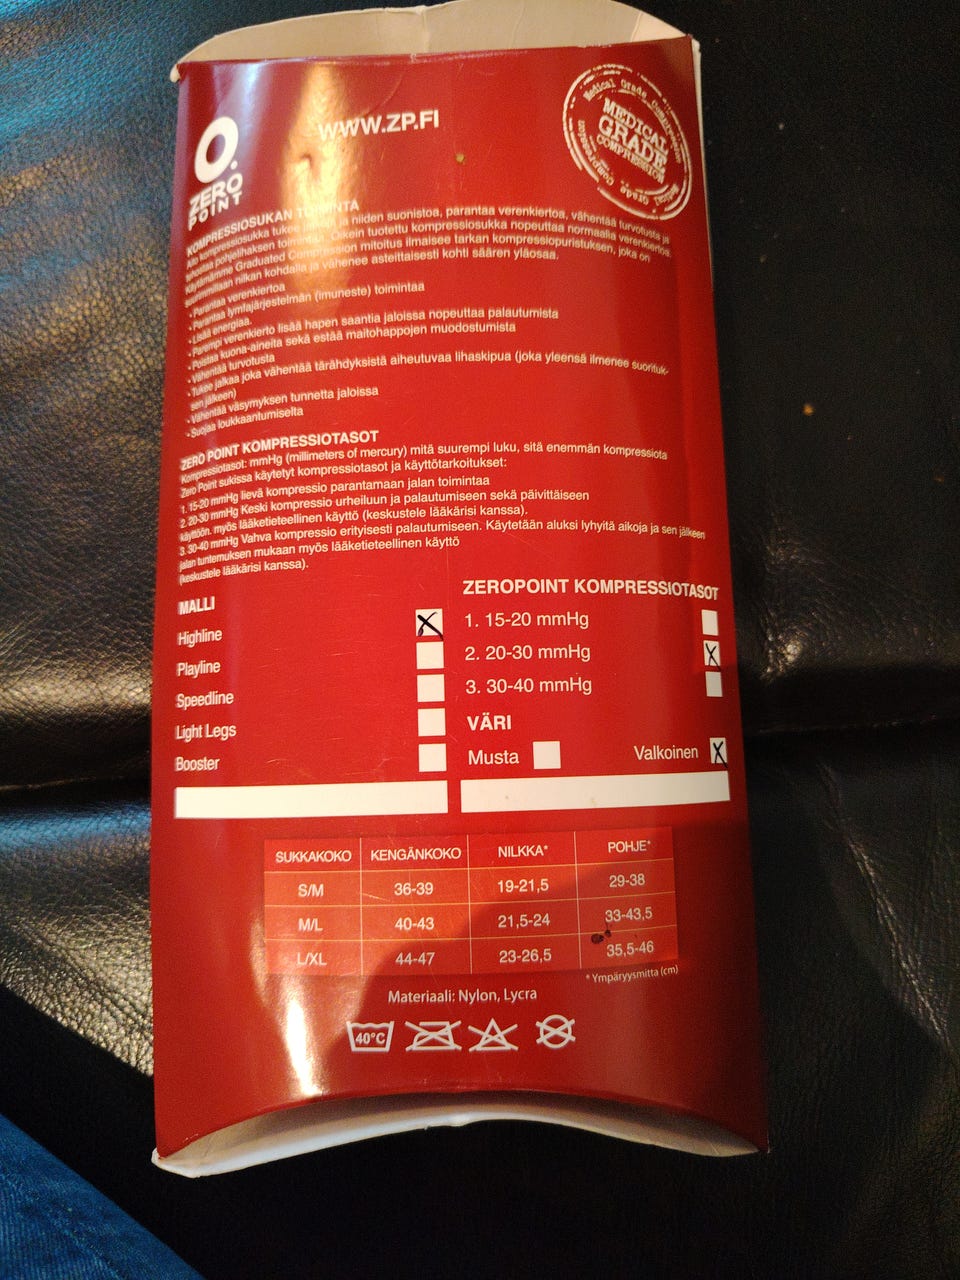 WWW.ZP.FI
Medical Grade Compression
MEDICAL
GRADE
COMPRESSION
Medical Grade Compression
0.
ZERO
POINT
KOMPRESSIOSUKAN TOIMINTA
kompressiosukka tukee ja niiden suonistoa, parantaa verenkiertoa, vähentää turvotusta ja
tehostaa pohjelihaksen toimintaa. Oikein tuotettu kompressiosukka nopeuttaa normaalia verenkiertoa.
Käytämämme Graduated Compression mitoitus ilmaisee tarkan kompressiopuristuksen, joka on
suurimmillaan nilkan kohdalla ja vähenee asteittaisesti kohti säären yläosaa.
• Parantaa verenkiertoa
• Parantaa lymfajärjestelmän (imuneste) toimintaa
• Lisää energiaa.
• Parempi verenkierto lisää hapen saantia jaloissa nopeuttaa palautumista
• Poistaa kuona-aineita sekä estää maitohappojen muodostumista
• Vähentää turvotusta
• Tukee jalkaa joka vähentää tärähdyksistä aiheutuvaa lihaskipua (joka yleensä ilmenee suorituk-
sen jälkeen)
• Vähentää väsymyksen tunnetta jaloissa
• Suojaa loukkaantumiselta
ZERO POINT KOMPRESSIOTASOT
Kompressiotasot: mmHg (millimeters of mercury) mitä suurempi luku, sitä enemmän kompressiota
Zero Point sukissa käytetyt kompressiotasot ja käyttötarkoitukset:
1. 15-20 mmHg lievä kompressio parantamaan jalan toimintaa
2. 20-30 mmHg Keski kompressio urheiluun ja palautumiseen sekä päivittäiseen
käyttöön. myös lääketieteellinen käyttö (keskustele lääkärisi kanssa).
3. 30-40 mmHg Vahva kompressio erityisesti palautumiseen. Käytetään aluksi lyhyitä aikoja ja sen jälkeen
jalan tuntemuksen mukaan myös lääketieteellinen käyttö
(keskustele lääkärisi kanssa).
MALLI
Highline X
Playline
Speedline
Light Legs
Booster
ZEROPOINT KOMPRESSIOTASOT
1. 15-20 mmHg
2. 20-30 mmHg X
3. 30-40 mmHg
VÄRI
Musta Valkoinen X
SUKKAKOKO KENGÄNKOKO NILKKA* POHJE*
S/M 36-39 19-21,5 29-38
M/L 40-43 21,5-24 33-43,5
L/XL 44-47 23-26,5 35,5-46
* Ympäryysmitta (cm)
Materiaali: Nylon, Lycra
40°C